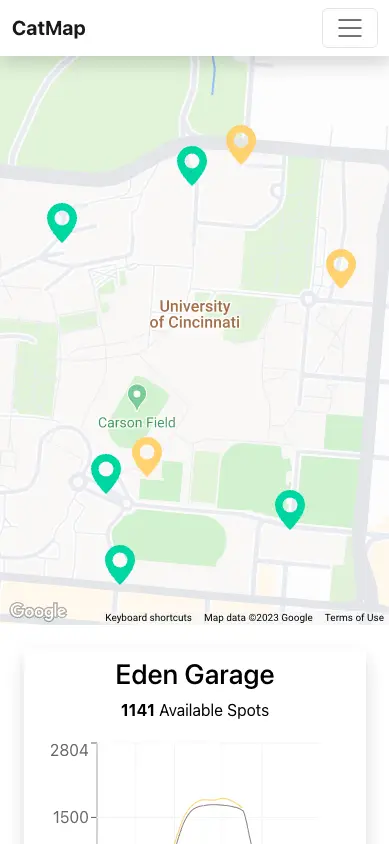 CatMap
University
of Cincinnati
Carson Field
Google
Keyboard shortcuts Map data ©2023 Google Terms of Use
Eden Garage
1141 Available Spots
2804
1500